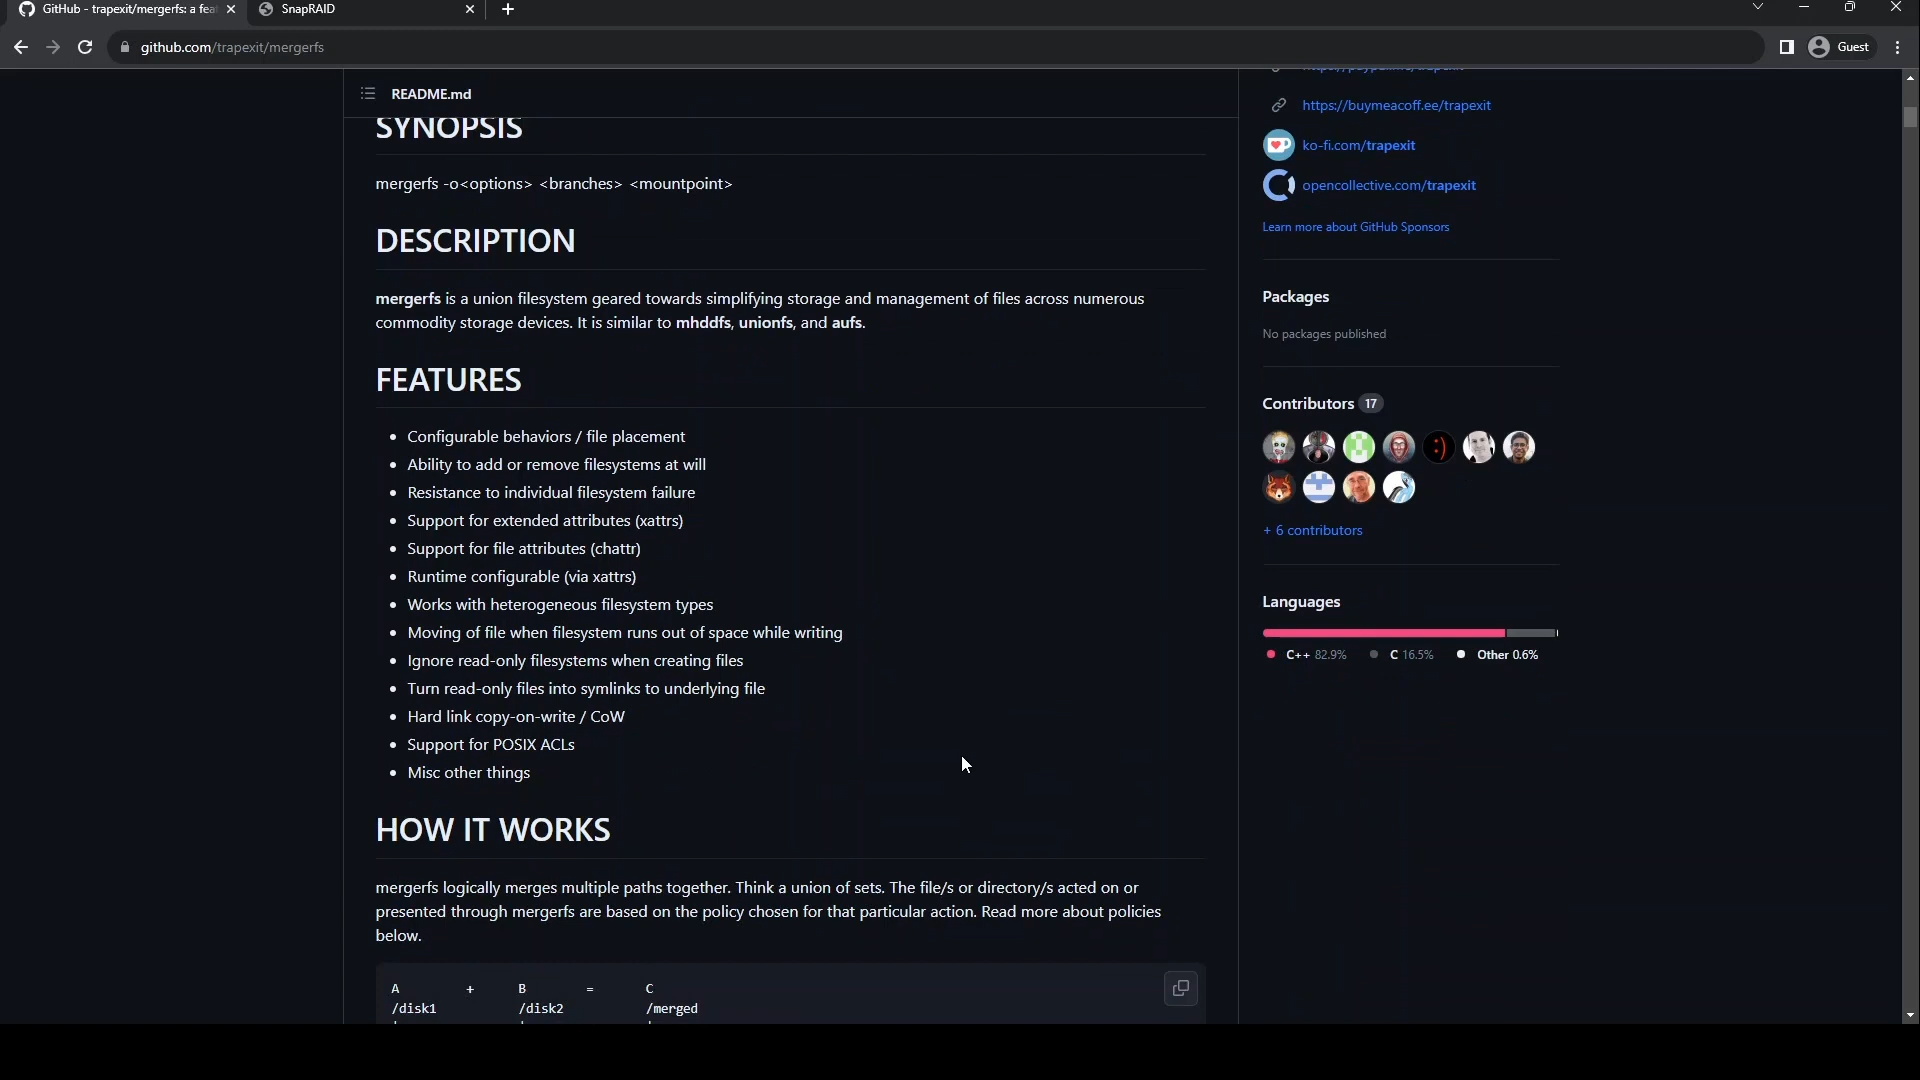 GitHub - trapexit/mergerfs: a feat
SnapRAID
github.com/trapexit/mergerfs
Guest
README.md
SYNOPSIS
mergerfs -o<options> <branches> <mountpoint>
DESCRIPTION
mergerfs is a union filesystem geared towards simplifying storage and management of files across numerous
commodity storage devices. It is similar to mhddfs, unionfs, and aufs.
FEATURES
• Configurable behaviors / file placement
• Ability to add or remove filesystems at will
• Resistance to individual filesystem failure
• Support for extended attributes (xattrs)
• Support for file attributes (chattr)
• Runtime configurable (via xattrs)
• Works with heterogeneous filesystem types
• Moving of file when filesystem runs out of space while writing
• Ignore read-only filesystems when creating files
• Turn read-only files into symlinks to underlying file
• Hard link copy-on-write / CoW
• Support for POSIX ACLs
• Misc other things
HOW IT WORKS
mergerfs logically merges multiple paths together. Think a union of sets. The file/s or directory/s acted on or
presented through mergerfs are based on the policy chosen for that particular action. Read more about policies
below.
A + B = C
/disk1 /disk2 /merged
https://buymeacoff.ee/trapexit
ko-fi.com/trapexit
opencollective.com/trapexit
Learn more about GitHub Sponsors
Packages
No packages published
Contributors 17
:)
+ 6 contributors
Languages
C++ 82.9% C 16.5% Other 0.6%